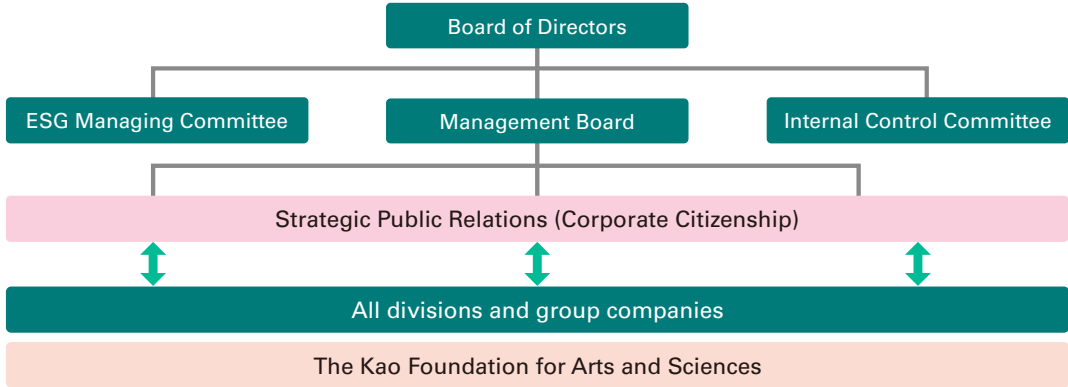 Board of Directors
ESG Managing Committee
Management Board
Internal Control Committee
Strategic Public Relations (Corporate Citizenship)
All divisions and group companies
The Kao Foundation for Arts and Sciences